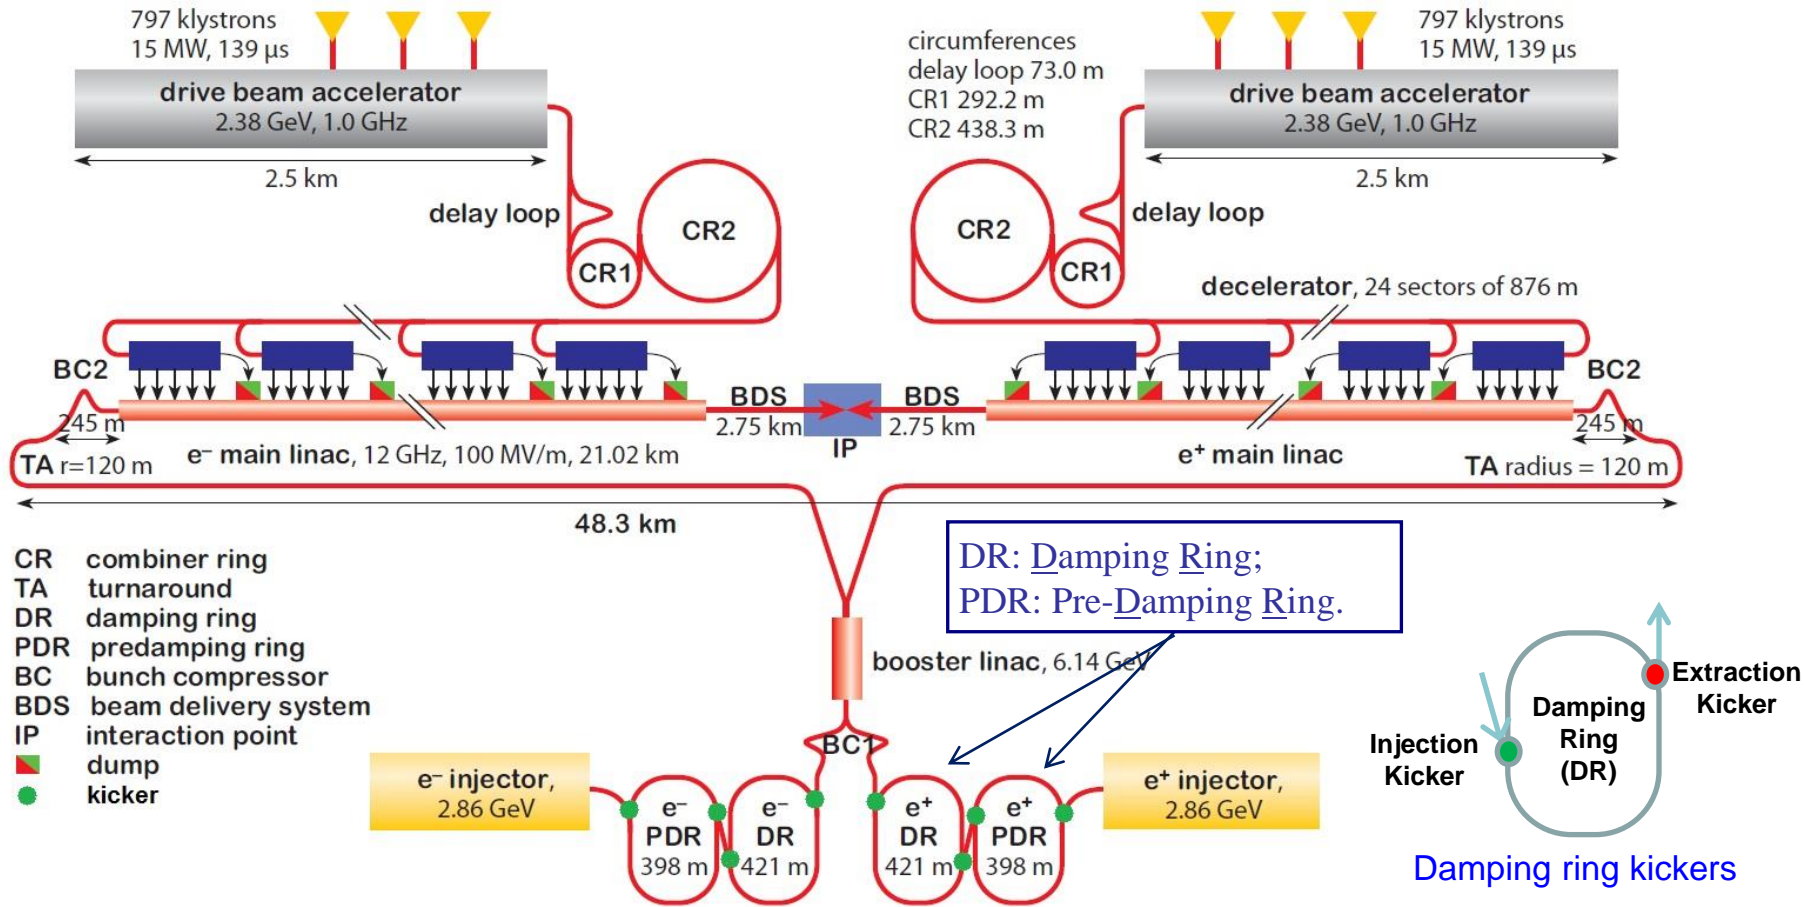 797 klystrons
15 MW, 139 µs
drive beam accelerator
2.38 GeV, 1.0 GHz
2.5 km
circumferences
delay loop 73.0 m
CR1 292.2 m
CR2 438.3 m
797 klystrons
15 MW, 139 µs
drive beam accelerator
2.38 GeV, 1.0 GHz
2.5 km
delay loop
CR2
CR1
CR2
CR1
delay loop
decelerator, 24 sectors of 876 m
BC2
BC2
245 m
BDS
2.75 km
IP
BDS
2.75 km
245 m
TA r=120 m
e⁻ main linac, 12 GHz, 100 MV/m, 21.02 km
e⁺ main linac
TA radius = 120 m
48.3 km
CR combiner ring
TA turnaround
DR damping ring
PDR predamping ring
BC bunch compressor
BDS beam delivery system
IP interaction point
dump
kicker
DR: Damping Ring;
PDR: Pre-Damping Ring.
booster linac, 6.14 GeV
BC1
e⁻ injector,
2.86 GeV
e⁻
PDR
398 m
e⁻
DR
421 m
e⁺
DR
421 m
e⁺
PDR
398 m
e⁺ injector,
2.86 GeV
Injection
Kicker
Damping
Ring
(DR)
Extraction
Kicker
Damping ring kickers